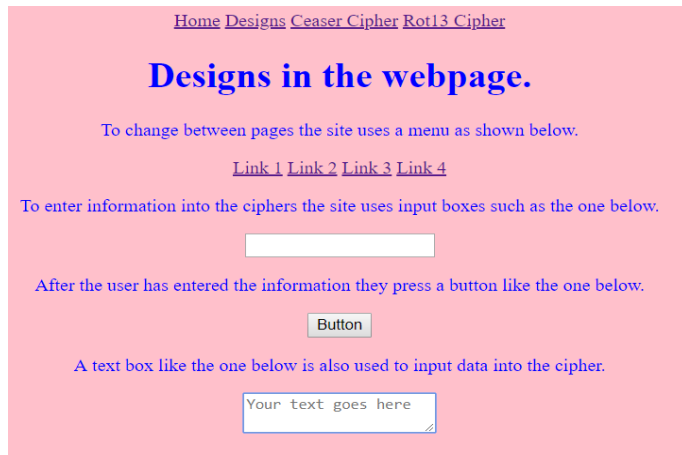 Home Designs Ceaser Cipher Rot13 Cipher
Designs in the webpage.
To change between pages the site uses a menu as shown below.
Link 1 Link 2 Link 3 Link 4
To enter information into the ciphers the site uses input boxes such as the one below.
After the user has entered the information they press a button like the one below.
Button
A text box like the one below is also used to input data into the cipher.
Your text goes here